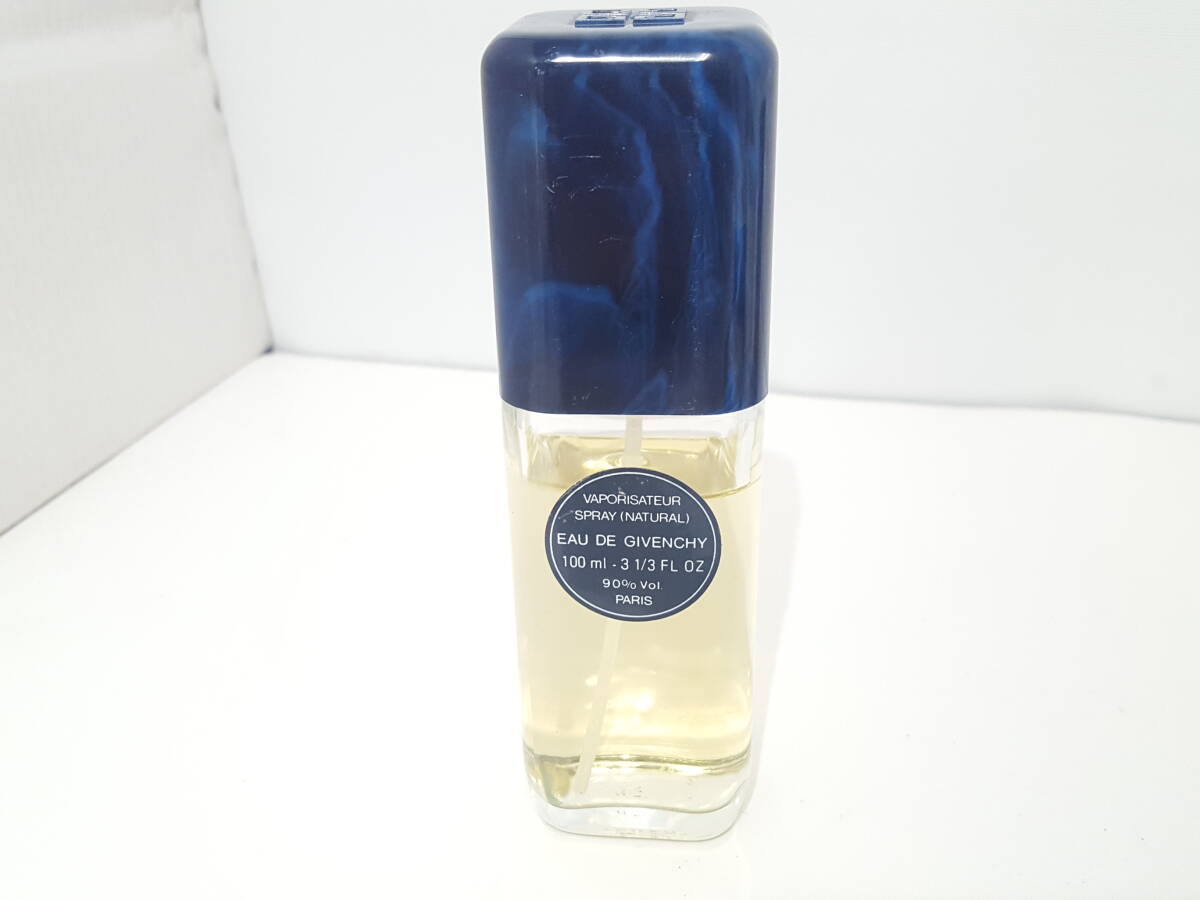 VAPORISATEUR
SPRAY (NATURAL)
EAU DE GIVENCHY
100 ml - 3 1/3 FL OZ
90% Vol.
PARIS